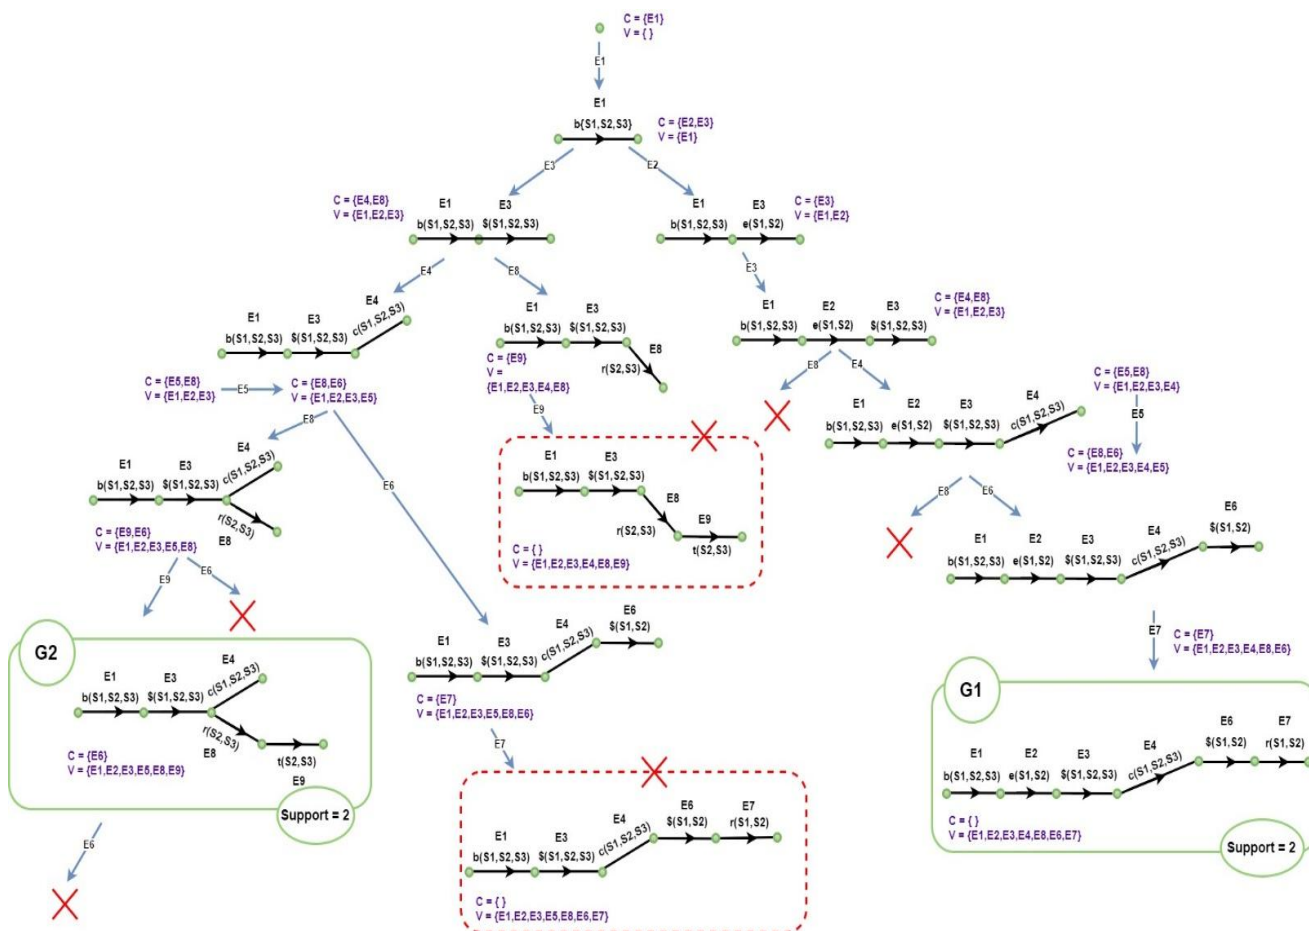 C = {E1}
V = { }
E1
E1
b{S1,S2,S3}
C = {E2,E3}
V = {E1}
E3
E2
C = {E4,E8}
V = {E1,E2,E3}
E1 E3
b(S1,S2,S3) $(S1,S2,S3)
E1 E3
b(S1,S2,S3) e(S1,S2)
C = {E3}
V = {E1,E2}
E4
E8
E3
E1 E3 E4
b(S1,S2,S3) $(S1,S2,S3) c(S1,S2,S3)
C = {E5,E8}
V = {E1,E2,E3}
E5
C = {E8,E6}
V = {E1,E2,E3,E5}
E1 E3
b(S1,S2,S3) $(S1,S2,S3)
E8
r(S2,S3)
C = {E9}
V =
{E1,E2,E3,E4,E8}
E9
E1 E2 E3
b(S1,S2,S3) e(S1,S2) $(S1,S2,S3)
C = {E4,E8}
V = {E1,E2,E3}
E8
E4
E1 E2 E3 E4
b(S1,S2,S3) e(S1,S2) $(S1,S2,S3) c(S1,S2,S3)
C = {E5,E8}
V = {E1,E2,E3,E4}
E5
C = {E8,E6}
V = {E1,E2,E3,E4,E5}
E8
E6
E8
E6
E1 E3 E4
b(S1,S2,S3) $(S1,S2,S3) c(S1,S2,S3)
r(S2,S3)
E8
C = {E9,E6}
V = {E1,E2,E3,E5,E8}
E9
E6
E1 E3
b(S1,S2,S3) $(S1,S2,S3)
E8
r(S2,S3)
E9
t(S2,S3)
C = { }
V = {E1,E2,E3,E4,E8,E9}
E1 E2 E3 E4 E6
b(S1,S2,S3) e(S1,S2) $(S1,S2,S3) c(S1,S2,S3) $(S1,S2)
E7
C = {E7}
V = {E1,E2,E3,E4,E8,E6}
G2
E1 E3 E4
b(S1,S2,S3) $(S1,S2,S3) c(S1,S2,S3)
r(S2,S3)
E8
t(S2,S3)
E9
C = {E6}
V = {E1,E2,E3,E5,E8,E9}
Support = 2
E6
E1 E3 E4 E6
b(S1,S2,S3) $(S1,S2,S3) c(S1,S2,S3) $(S1,S2)
C = {E7}
V = {E1,E2,E3,E5,E8,E6}
E7
E1 E3 E4 E6 E7
b(S1,S2,S3) $(S1,S2,S3) c(S1,S2,S3) $(S1,S2) r(S1,S2)
C = { }
V = {E1,E2,E3,E5,E8,E6,E7}
G1
E1 E2 E3 E4 E6 E7
b(S1,S2,S3) e(S1,S2) $(S1,S2,S3) c(S1,S2,S3) $(S1,S2) r(S1,S2)
C = { }
V = {E1,E2,E3,E4,E8,E6,E7}
Support = 2